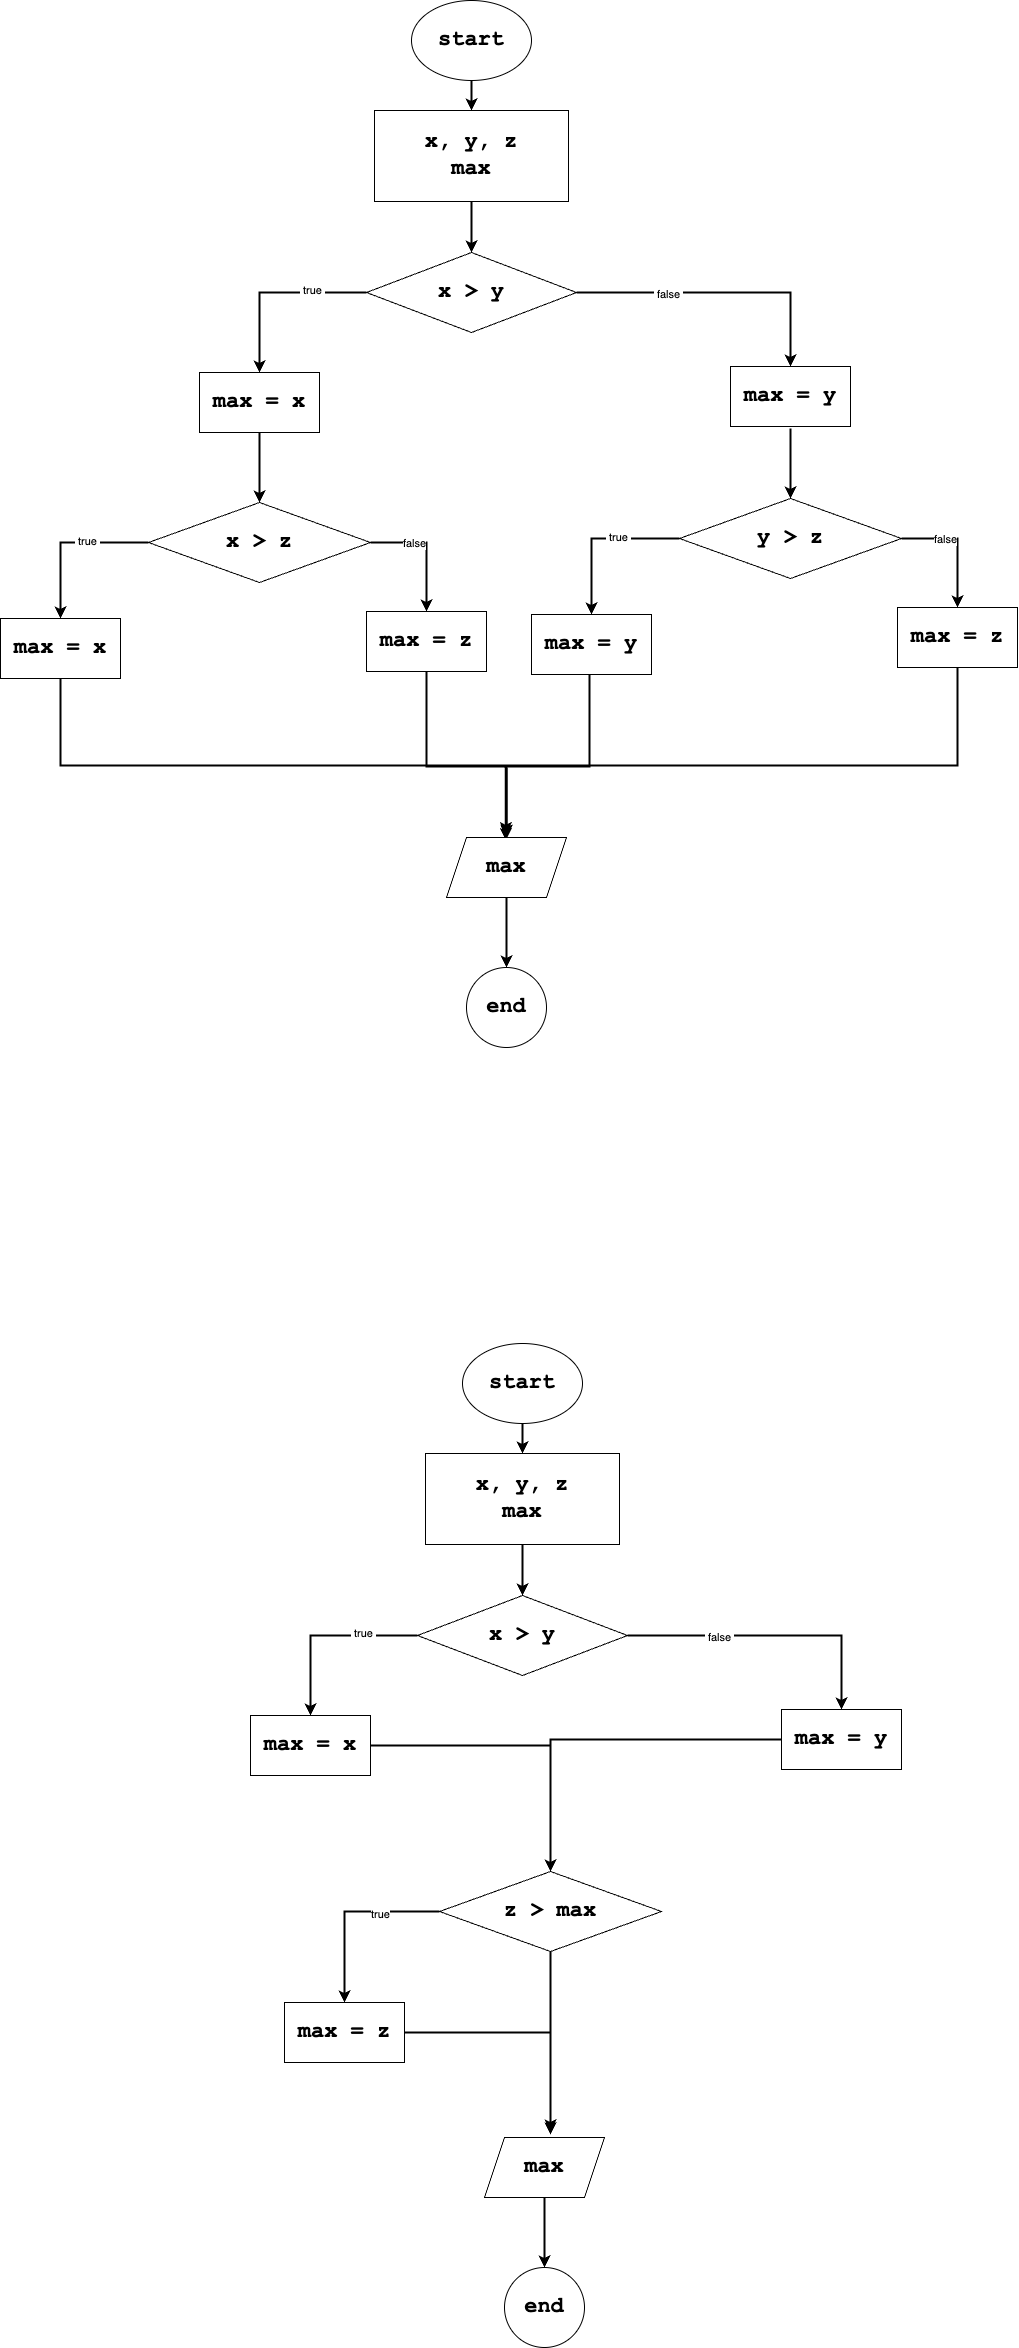 start
x, y, z
max
x > y
true
false
max = x
max = y
x > z
true
false
y > z
true
false
max = x
max = z
max = y
max = z
max
end
start
x, y, z
max
x > y
true
false
max = x
max = y
z > max
true
max = z
max
end